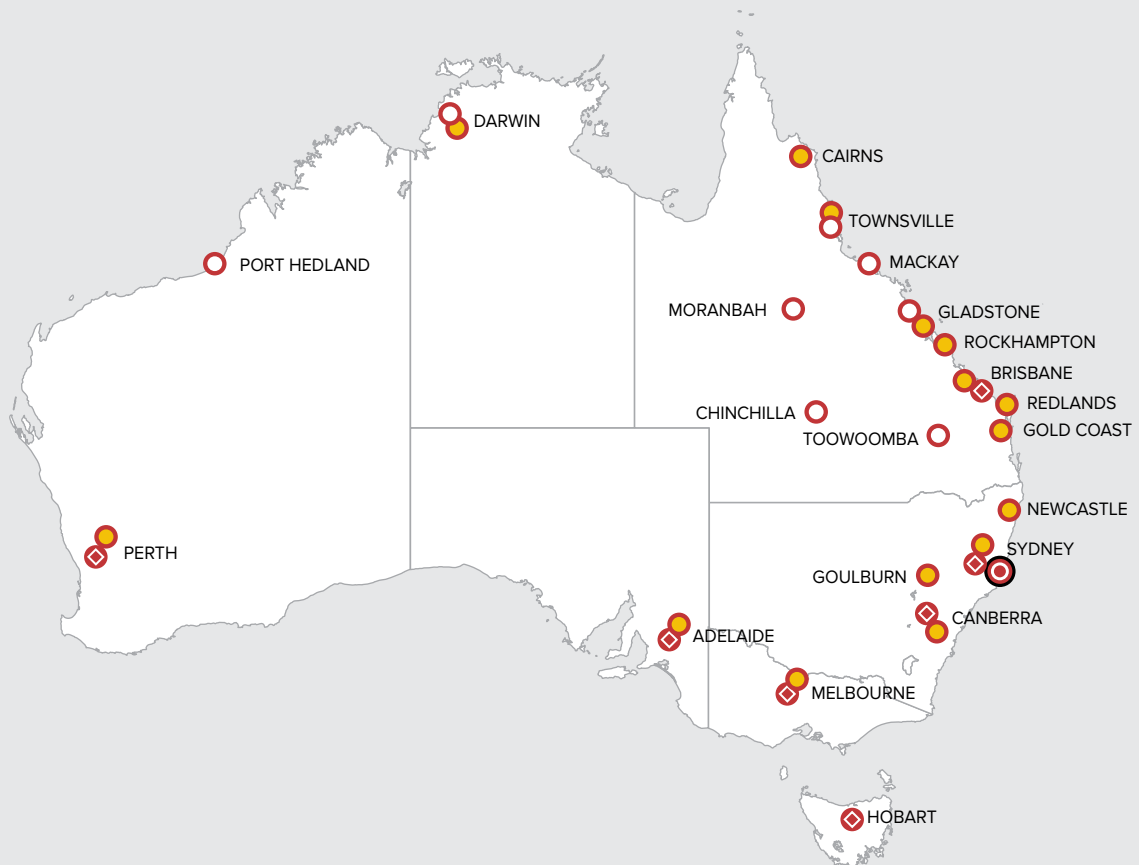 DARWIN
CAIRNS
TOWNSVILLE
PORT HEDLAND
MACKAY
MORANBAH
GLADSTONE
ROCKHAMPTON
BRISBANE
REDLANDS
CHINCHILLA
GOLD COAST
TOOWOOMBA
NEWCASTLE
SYDNEY
PERTH
GOULBURN
CANBERRA
ADELAIDE
MELBOURNE
HOBART